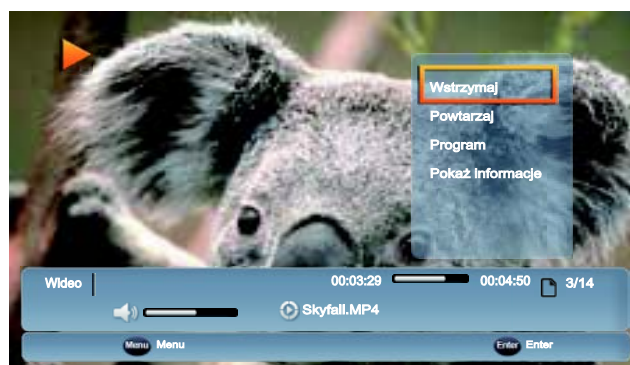 Wstrzymaj
Powtarzaj
Program
Pokaż Informacje
Wideo 00:03:29 00:04:50 3/14
Skyfall.MP4
Menu Menu Enter Enter